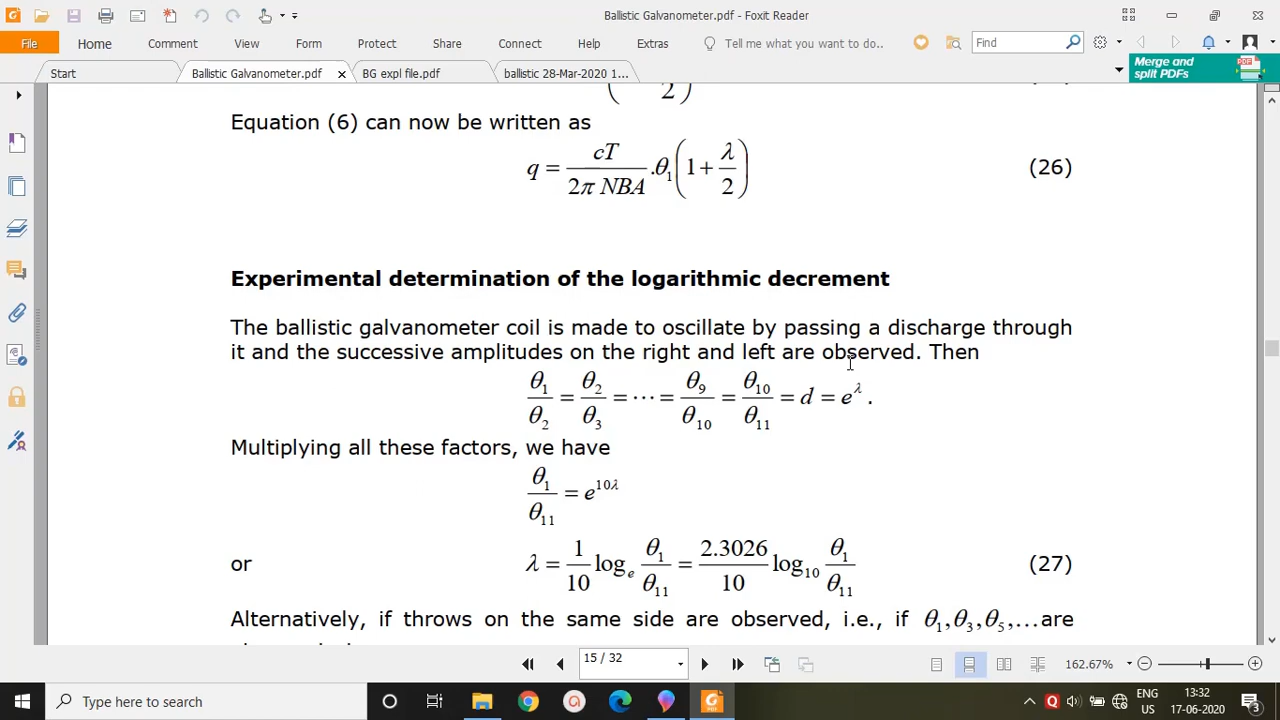 Ballistic Galvanometer.pdf - Foxit Reader
File Home Comment View Form Protect Share Connect Help Extras Tell me what you want to do.. Find
Start Ballistic Galvanometer.pdf BG expl file.pdf ballistic 28-Mar-2020 1... Merge and split PDFs
( 2 )
Equation (6) can now be written as
q = cT / 2π NBA .θ₁(1 + λ/2) (26)
Experimental determination of the logarithmic decrement
The ballistic galvanometer coil is made to oscillate by passing a discharge through
it and the successive amplitudes on the right and left are observed. Then
θ₁/θ₂ = θ₂/θ₃ = ⋯ = θ₉/θ₁₀ = θ₁₀/θ₁₁ = d = e^λ .
Multiplying all these factors, we have
θ₁/θ₁₁ = e^10λ
or λ = 1/10 logₑ θ₁/θ₁₁ = 2.3026/10 log₁₀ θ₁/θ₁₁ (27)
Alternatively, if throws on the same side are observed, i.e., if θ₁,θ₃,θ₅,… are
15 / 32 162.67%
Type here to search ENG 13:32
17-06-2020